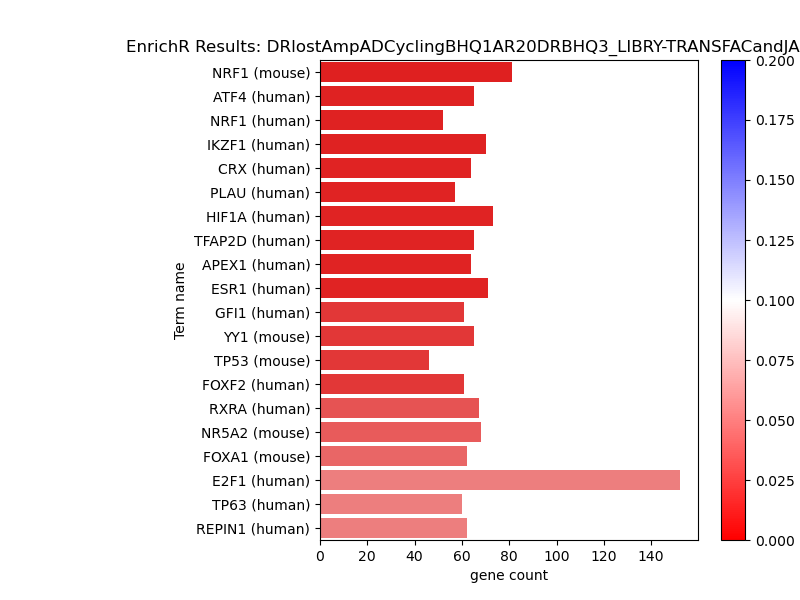 EnrichR Results: DRlostAmpADCyclingBHQ1AR20DRBHQ3_LIBRY-TRANSFACandJA
Term name
NRF1 (mouse)
ATF4 (human)
NRF1 (human)
IKZF1 (human)
CRX (human)
PLAU (human)
HIF1A (human)
TFAP2D (human)
APEX1 (human)
ESR1 (human)
GFI1 (human)
YY1 (mouse)
TP53 (mouse)
FOXF2 (human)
RXRA (human)
NR5A2 (mouse)
FOXA1 (mouse)
E2F1 (human)
TP63 (human)
REPIN1 (human)
0 20 40 60 80 100 120 140
gene count
0.200
0.175
0.150
0.125
0.100
0.075
0.050
0.025
0.000